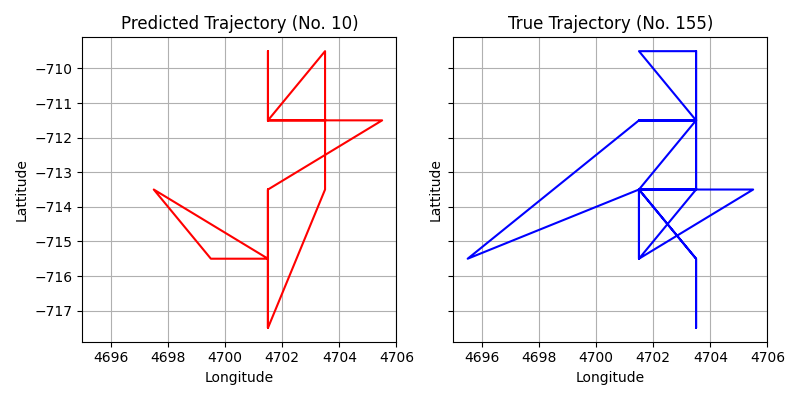 Predicted Trajectory (No. 10)
True Trajectory (No. 155)
Lattitude
−710
−711
−712
−713
−714
−715
−716
−717
4696 4698 4700 4702 4704 4706
Longitude
Lattitude
4696 4698 4700 4702 4704 4706
Longitude